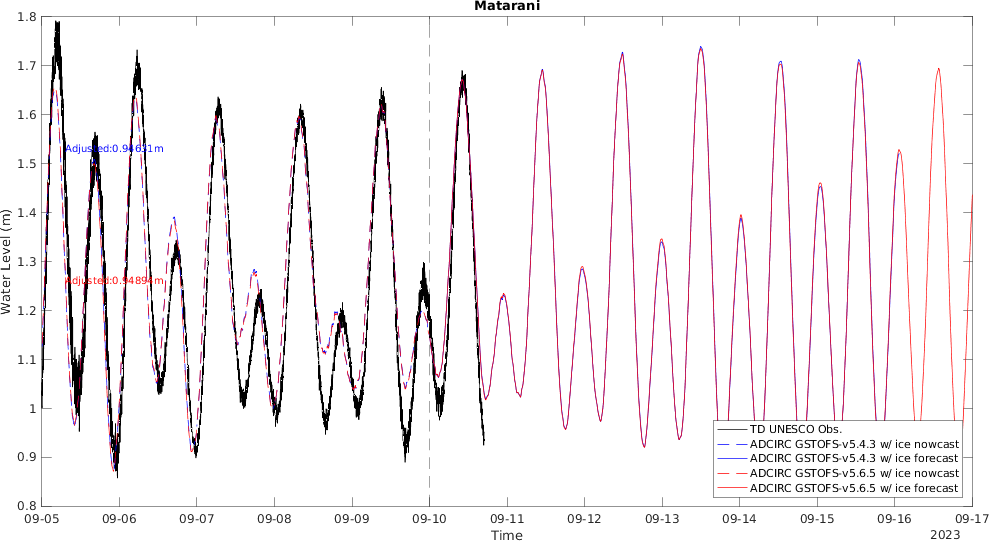 Matarani
Water Level (m)
1.8
1.7
1.6
1.5
1.4
1.3
1.2
1.1
1
0.9
0.8
Adjusted:0.94631m
Adjusted:0.94894m
TD UNESCO Obs.
ADCIRC GSTOFS-v5.4.3 w/ ice nowcast
ADCIRC GSTOFS-v5.4.3 w/ ice forecast
ADCIRC GSTOFS-v5.6.5 w/ ice nowcast
ADCIRC GSTOFS-v5.6.5 w/ ice forecast
09-05 09-06 09-07 09-08 09-09 09-10 09-11 09-12 09-13 09-14 09-15 09-16 09-17
Time
2023